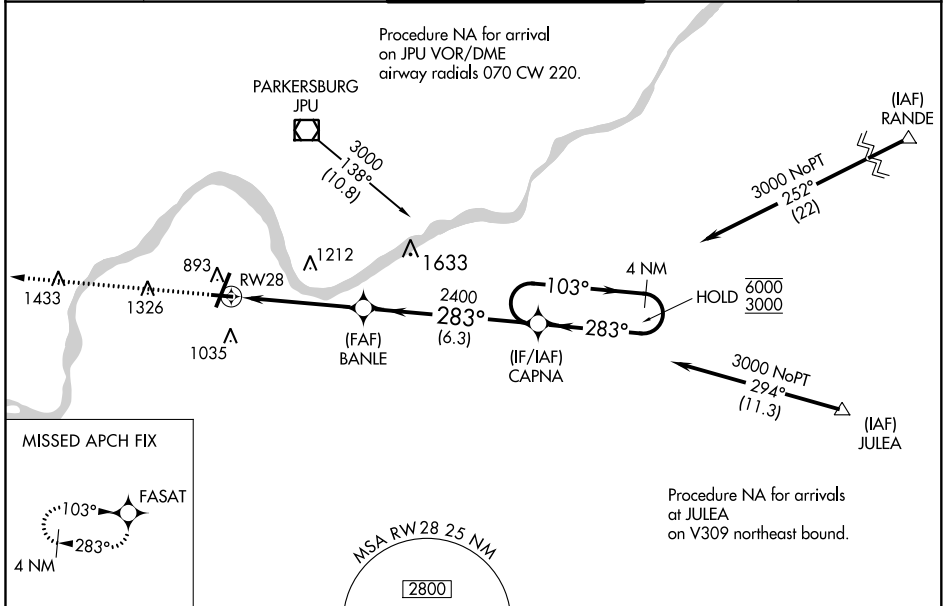 Procedure NA for arrival
on JPU VOR/DME
airway radials 070 CW 220.
PARKERSBURG
JPU
3000
138°
(10.8)
(IAF)
RANDE
3000 NoPT
252°
(22)
1212
1633
893
RW28
1433
1326
1035
(FAF)
BANLE
2400
283°
(6.3)
(IF/IAF)
CAPNA
103°
4 NM
283°
HOLD
6000
3000
3000 NoPT
294°
(11.3)
(IAF)
JULEA
MISSED APCH FIX
FASAT
103°
283°
4 NM
Procedure NA for arrivals
at JULEA
on V309 northeast bound.
MSA RW28 25 NM
2800